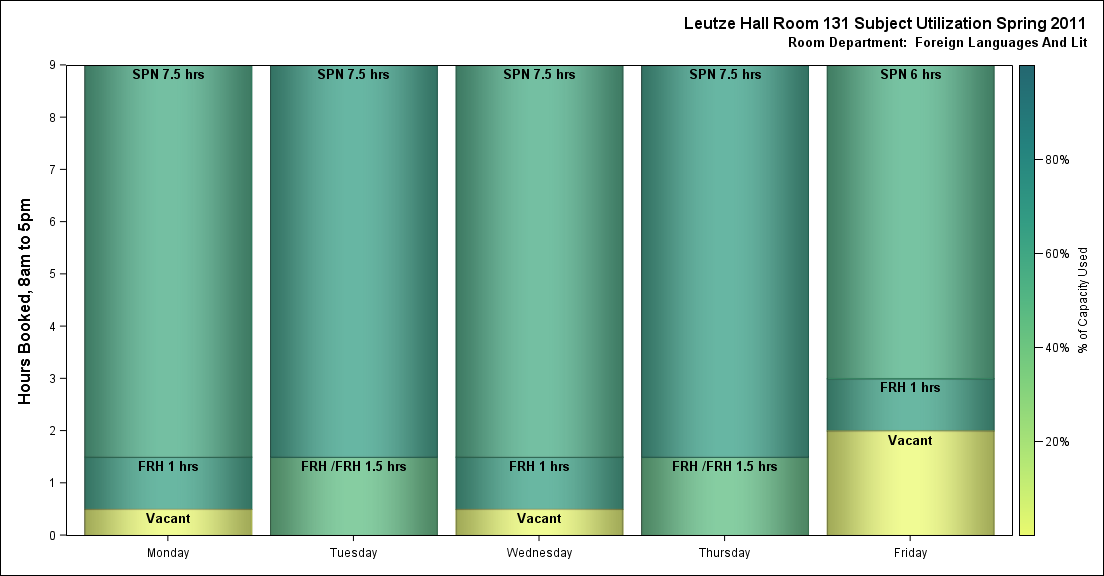 Leutze Hall Room 131 Subject Utilization Spring 2011
Room Department:  Foreign Languages And Lit
Hours Booked, 8am to 5pm
9
8
7
6
5
4
3
2
1
0
SPN 7.5 hrs
FRH 1 hrs
Vacant
SPN 7.5 hrs
FRH /FRH 1.5 hrs
SPN 7.5 hrs
FRH 1 hrs
Vacant
SPN 7.5 hrs
FRH /FRH 1.5 hrs
SPN 6 hrs
FRH 1 hrs
Vacant
Monday
Tuesday
Wednesday
Thursday
Friday
80%
60%
40%
20%
% of Capacity Used